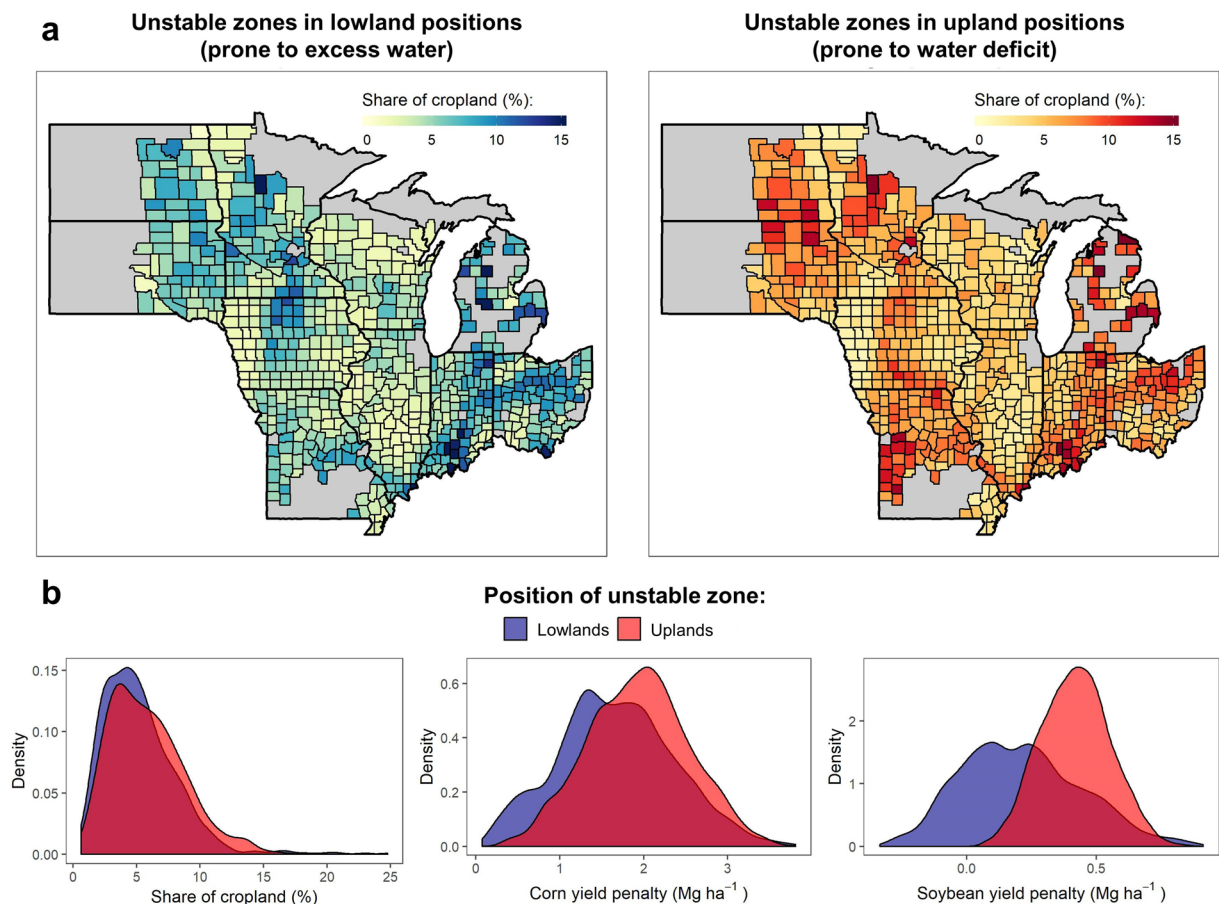 a
Unstable zones in lowland positions
(prone to excess water)
Share of cropland (%):
0 5 10 15
Unstable zones in upland positions
(prone to water deficit)
Share of cropland (%):
0 5 10 15
b
Position of unstable zone:
Lowlands Uplands
Density
0.15
0.10
0.05
0.00
0 5 10 15 20 25
Share of cropland (%)
Density
0.6
0.4
0.2
0.0
0 1 2 3
Corn yield penalty (Mg ha⁻¹)
Density
2
1
0
0.0 0.5
Soybean yield penalty (Mg ha⁻¹)